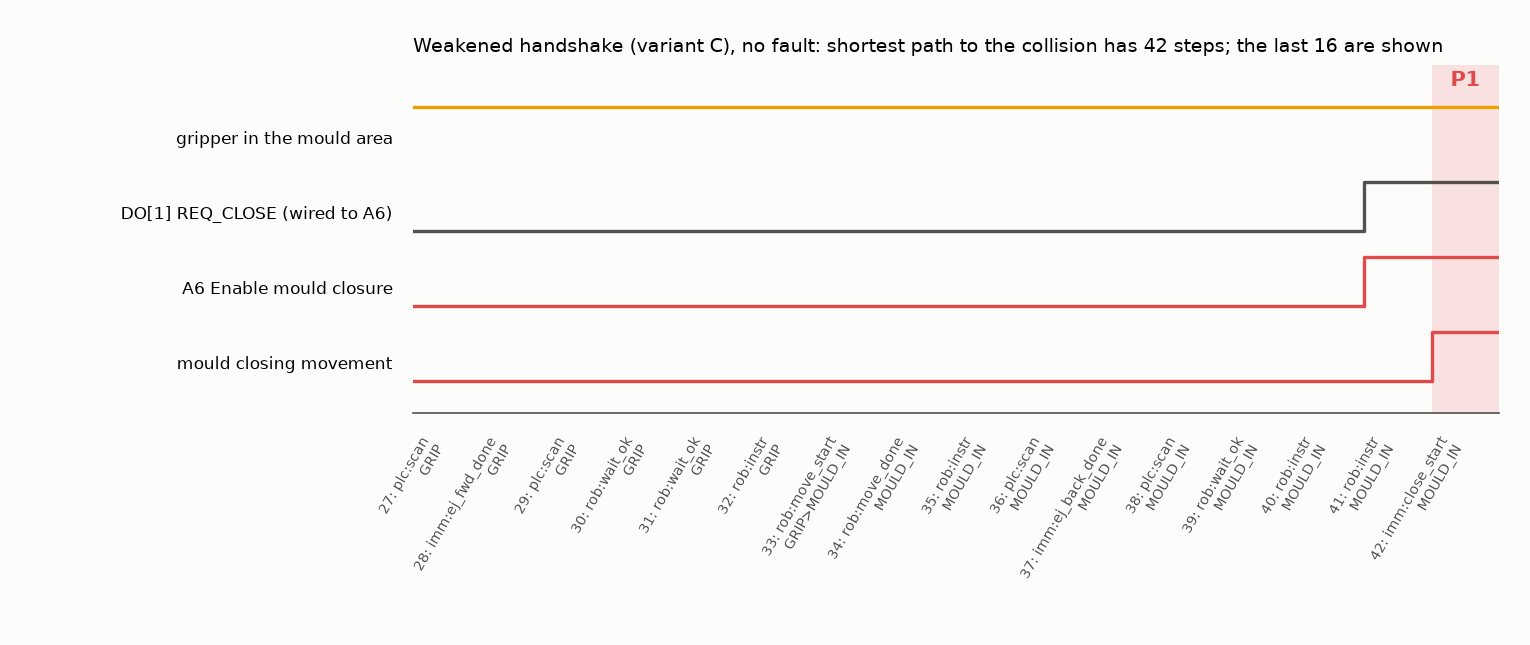 Weakened handshake (variant C), no fault: shortest path to the collision has 42 steps; the last 16 are shown
P1
gripper in the mould area
DO[1] REQ_CLOSE (wired to A6)
A6 Enable mould closure
mould closing movement
27: plc:scan
GRIP
28: imm:ej_fwd_done
GRIP
29: plc:scan
GRIP
30: rob:wait_ok
GRIP
31: rob:wait_ok
GRIP
32: rob:instr
GRIP
33: rob:move_start
GRIP>MOULD_IN
34: rob:move_done
MOULD_IN
35: rob:instr
MOULD_IN
36: plc:scan
MOULD_IN
37: imm:ej_back_done
MOULD_IN
38: plc:scan
MOULD_IN
39: rob:wait_ok
MOULD_IN
40: rob:instr
MOULD_IN
41: rob:instr
MOULD_IN
42: imm:close_start
MOULD_IN